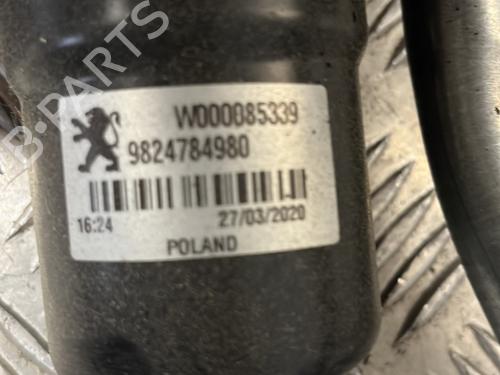 B-PARTS
W000085339
9824784980
16:24 27/03/2020
POLAND